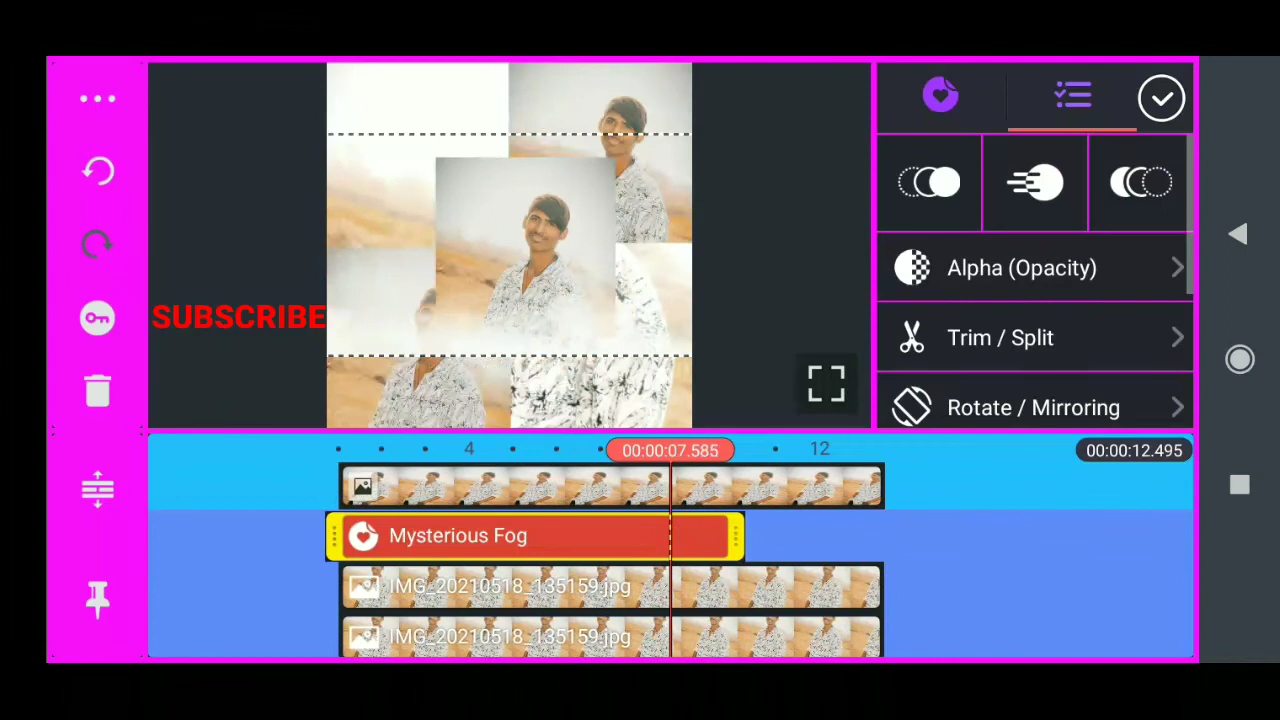 SUBSCRIBE
Alpha (Opacity)
Trim / Split
Rotate / Mirroring
4
00:00:07.585
12
00:00:12.495
Mysterious Fog
IMG_20210518_135159.jpg
IMG_20210518_135159.jpg